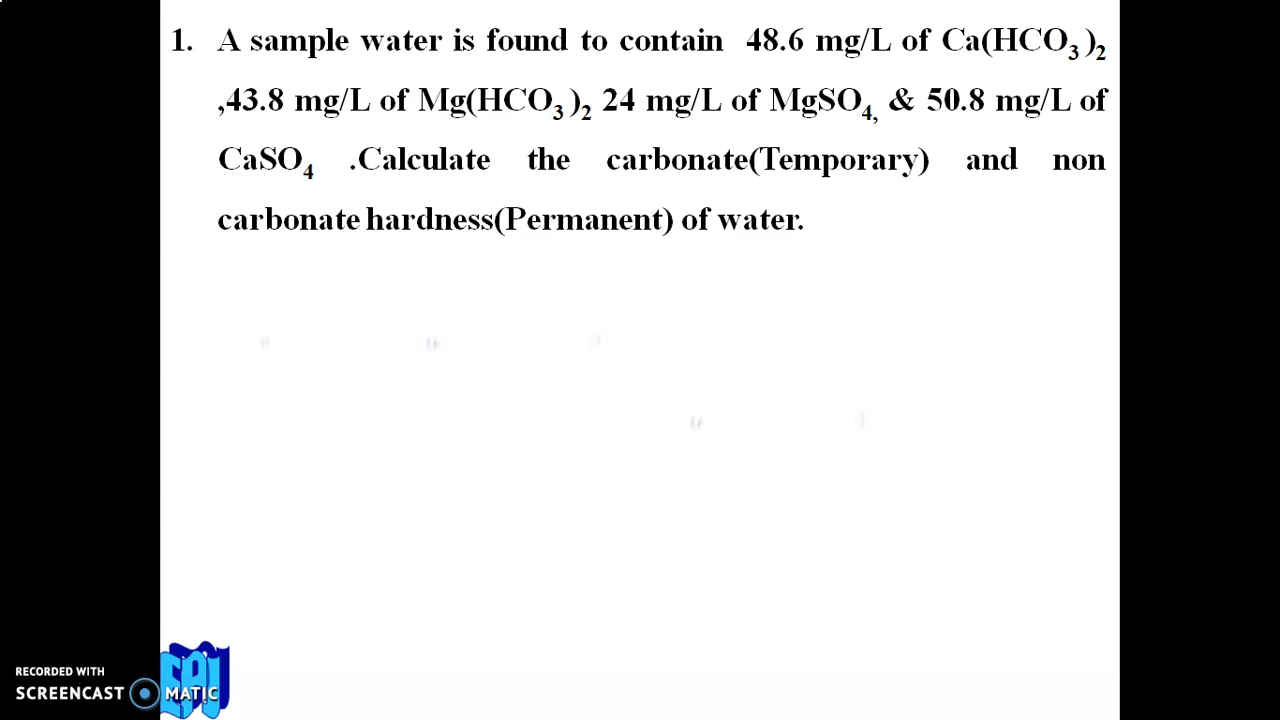 1. A sample water is found to contain 48.6 mg/L of Ca(HCO₃)₂
,43.8 mg/L of Mg(HCO₃)₂ 24 mg/L of MgSO₄, & 50.8 mg/L of
CaSO₄ .Calculate the carbonate(Temporary) and non
carbonate hardness(Permanent) of water.
RECORDED WITH
SCREENCAST MATIC